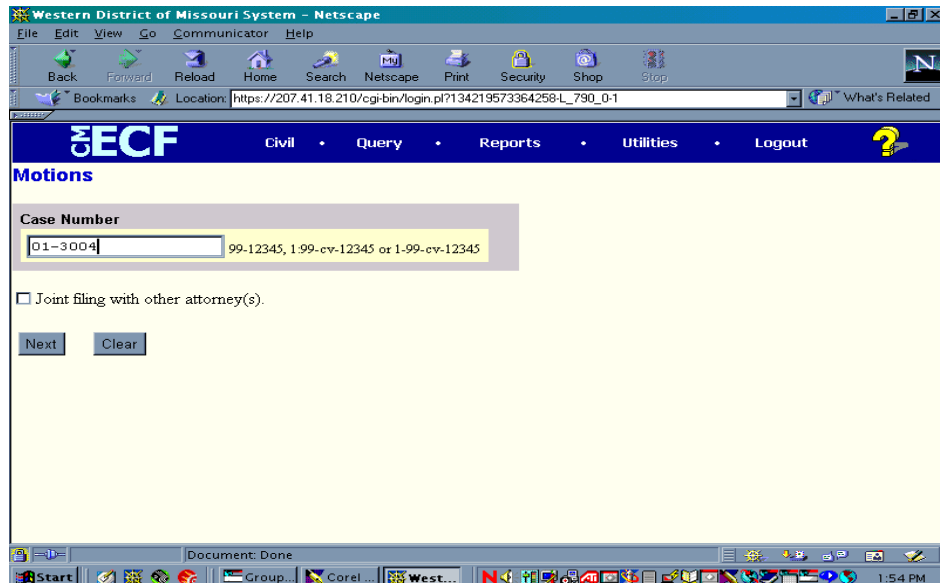 Western District of Missouri System - Netscape
File Edit View Go Communicator Help
Back Forward Reload Home Search Netscape Print Security Shop Stop
My
N
Bookmarks Location: https://207.41.18.210/cgi-bin/login.pl?134219573364258-L_790_0-1 What's Related
CM ECF Civil • Query • Reports • Utilities • Logout ?
Motions
Case Number
01-3004 99-12345, 1:99-cv-12345 or 1-99-cv-12345
Joint filing with other attorney(s).
Next Clear
Document: Done
Start Group... Corel ... West... 1:54 PM